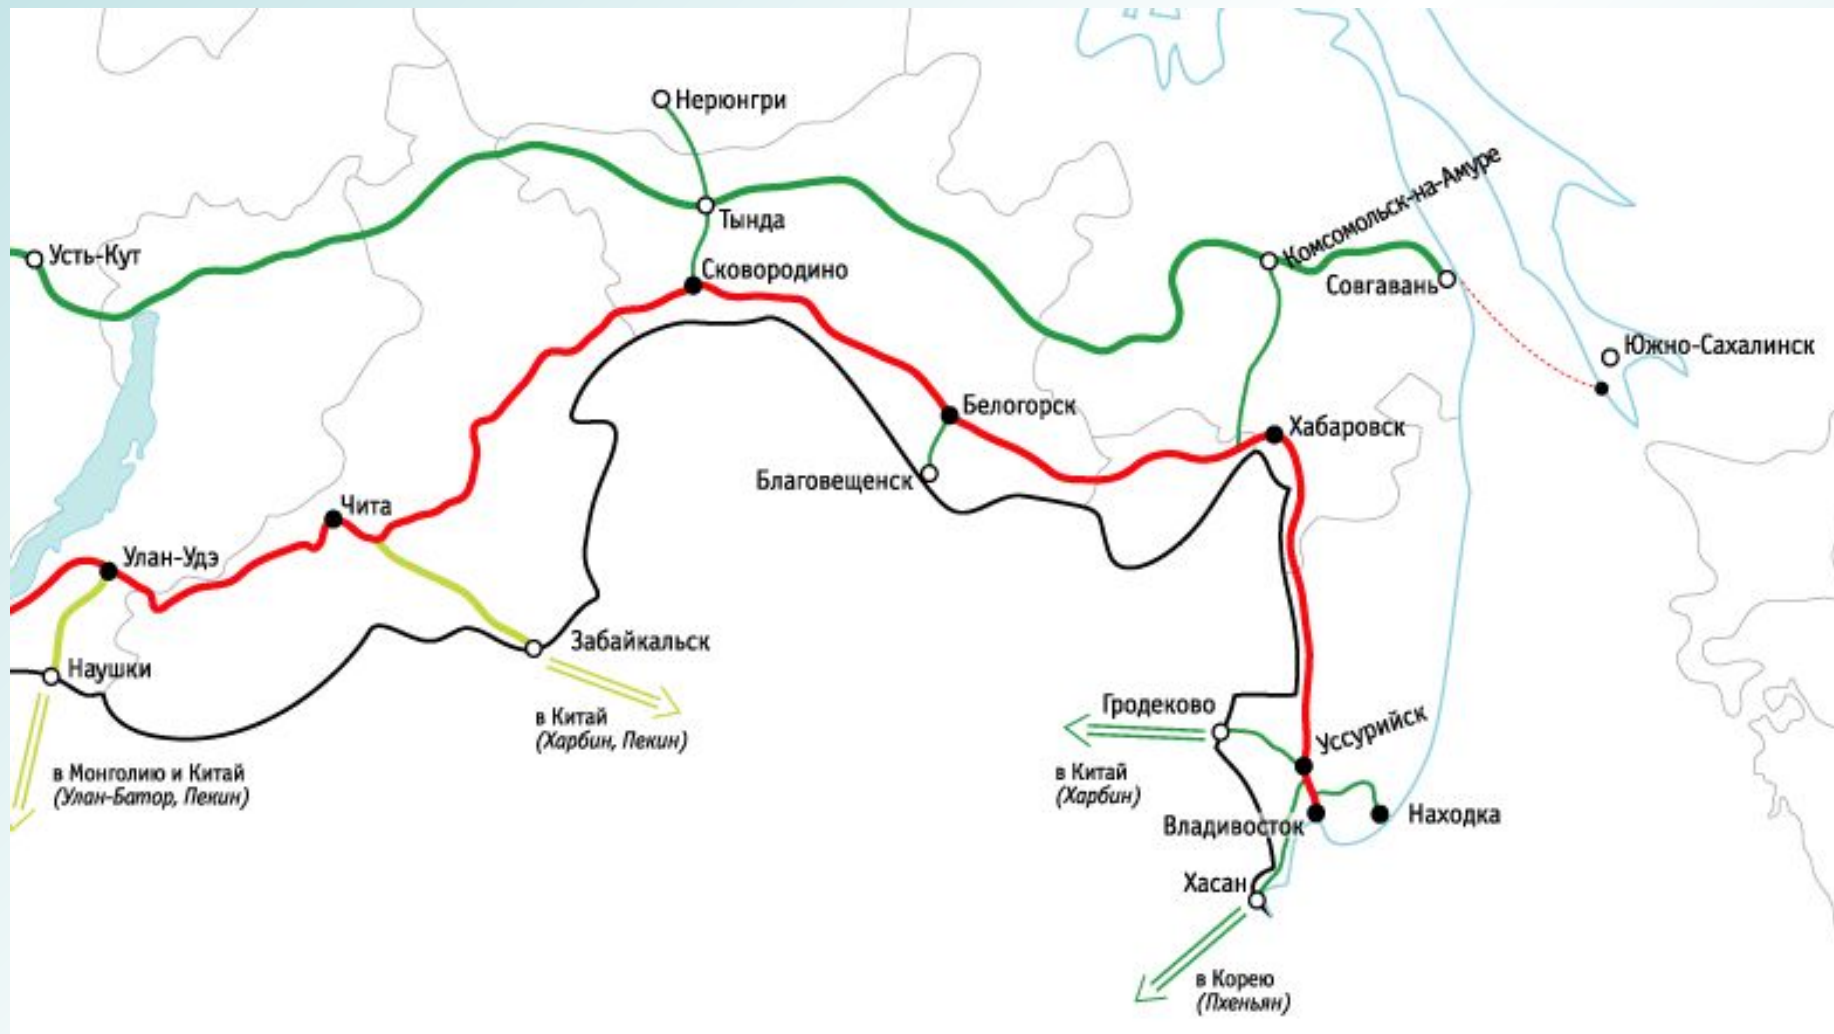 Нерюнгри
Комсомольск-на-Амуре
Тында
Усть-Кут
Сковородино
Совгавань
Южно-Сахалинск
Белогорск
Хабаровск
Благовещенск
Чита
Улан-Удэ
Забайкальск
Наушки
Гродеково
в Китай
(Харбин, Пекин)
Уссурийск
в Монголию и Китай
(Улан-Батор, Пекин)
в Китай
(Харбин)
Владивосток
Находка
Хасан
в Корею
(Пхеньян)